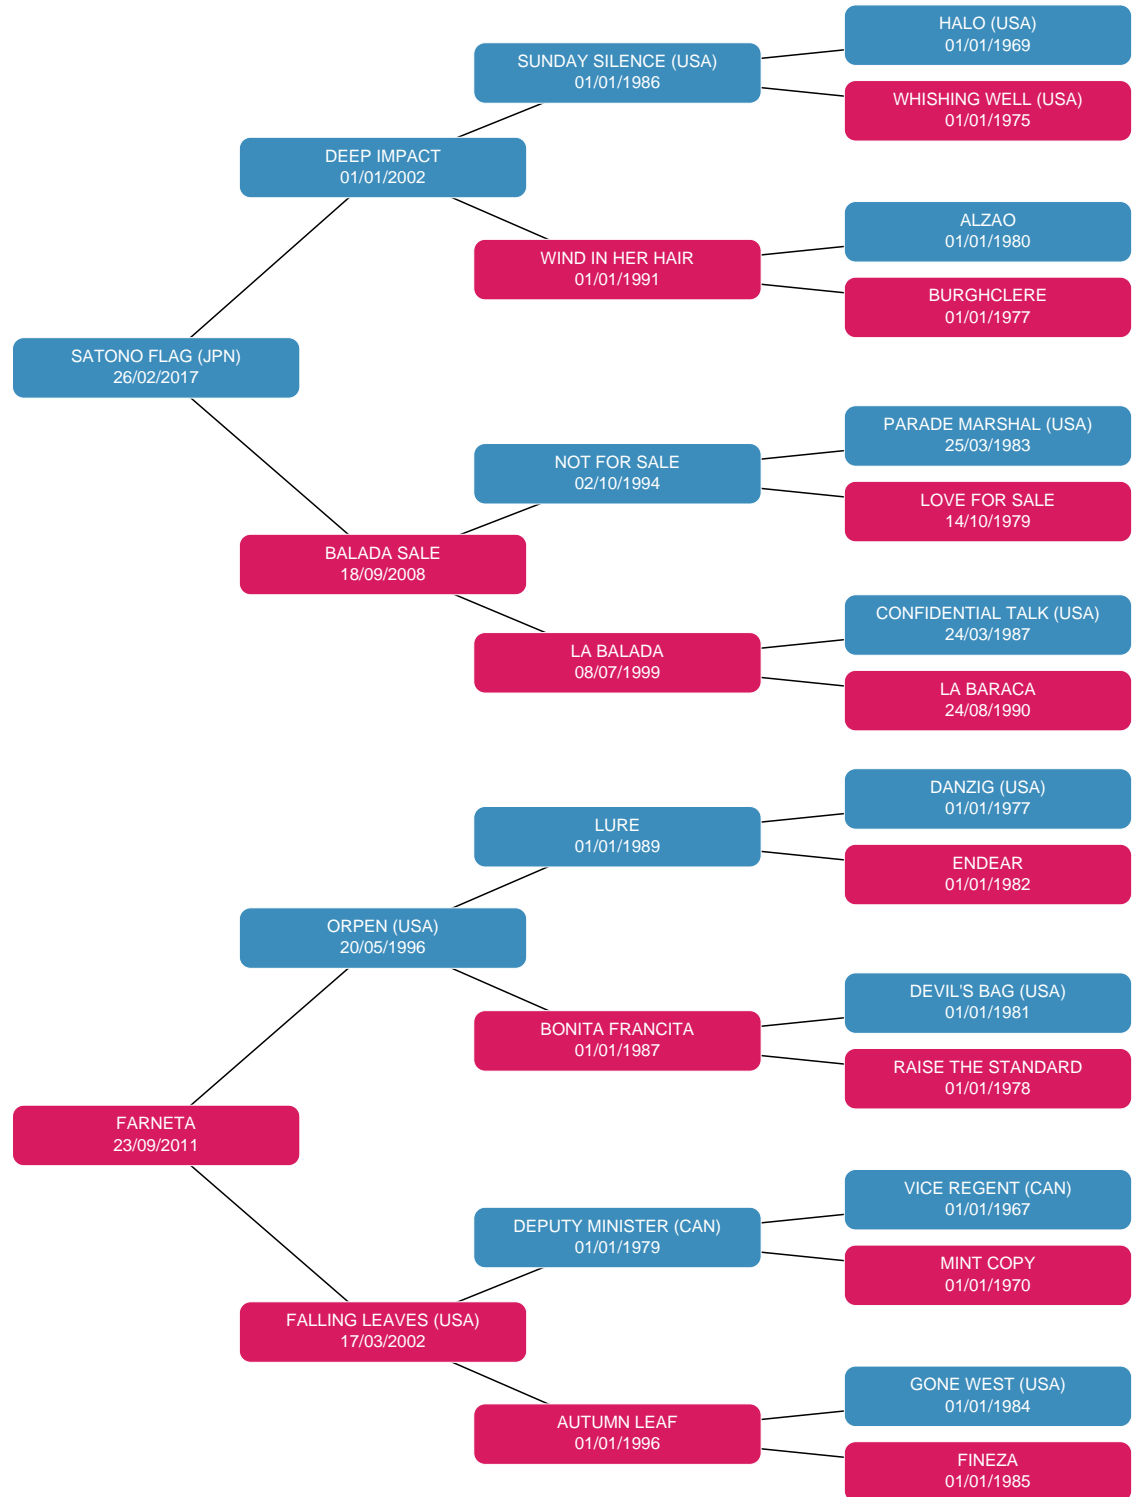 HALO (USA)
01/01/1969
SUNDAY SILENCE (USA)
01/01/1986
WHISHING WELL (USA)
01/01/1975
DEEP IMPACT
01/01/2002
ALZAO
01/01/1980
WIND IN HER HAIR
01/01/1991
BURGHCLERE
01/01/1977
SATONO FLAG (JPN)
26/02/2017
PARADE MARSHAL (USA)
25/03/1983
NOT FOR SALE
02/10/1994
LOVE FOR SALE
14/10/1979
BALADA SALE
18/09/2008
CONFIDENTIAL TALK (USA)
24/03/1987
LA BALADA
08/07/1999
LA BARACA
24/08/1990
DANZIG (USA)
01/01/1977
LURE
01/01/1989
ENDEAR
01/01/1982
ORPEN (USA)
20/05/1996
DEVIL'S BAG (USA)
01/01/1981
BONITA FRANCITA
01/01/1987
RAISE THE STANDARD
01/01/1978
FARNETA
23/09/2011
VICE REGENT (CAN)
01/01/1967
DEPUTY MINISTER (CAN)
01/01/1979
MINT COPY
01/01/1970
FALLING LEAVES (USA)
17/03/2002
GONE WEST (USA)
01/01/1984
AUTUMN LEAF
01/01/1996
FINEZA
01/01/1985